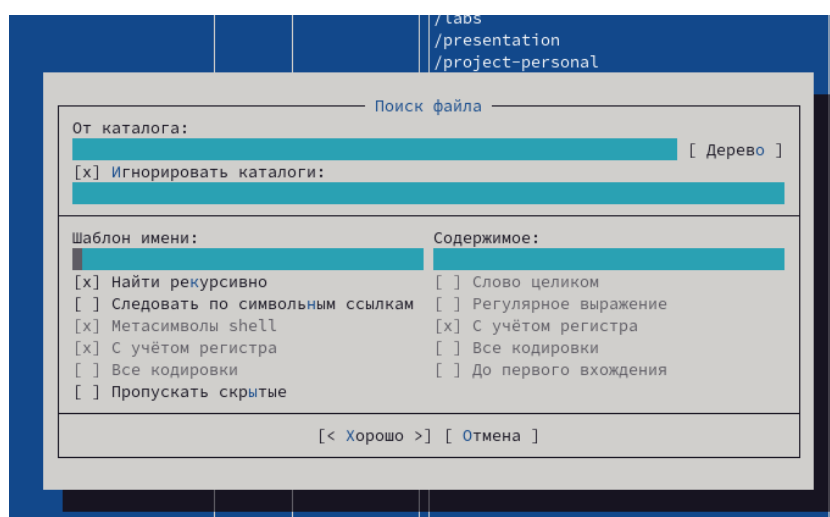 /labs
/presentation
/project-personal
Поиск файла
От каталога:
[ Дерево ]
[x] Игнорировать каталоги:
Шаблон имени:
Содержимое:
[x] Найти рекурсивно
[ ] Слово целиком
[ ] Следовать по символьным ссылкам
[ ] Регулярное выражение
[x] Метасимволы shell
[x] С учётом регистра
[x] С учётом регистра
[ ] Все кодировки
[ ] Все кодировки
[ ] До первого вхождения
[ ] Пропускать скрытые
[< Хорошо >] [ Отмена ]